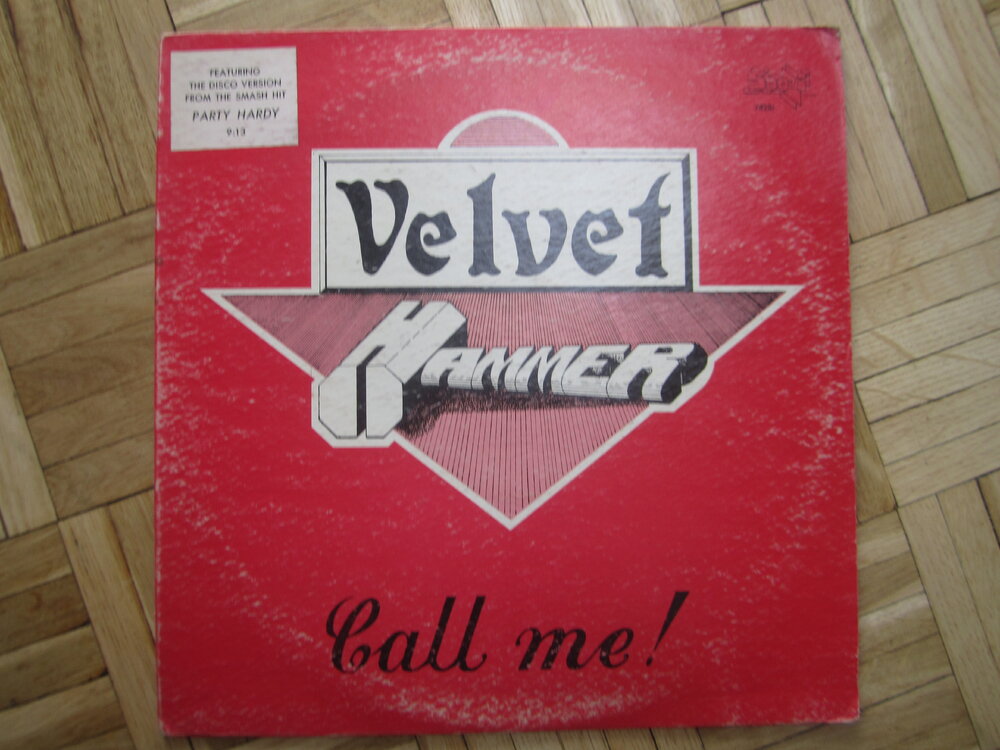 FEATURING
THE DISCO VERSION
FROM THE SMASH HIT
PARTY HARDY
9:13
Velvet
HAMMER
Call me!